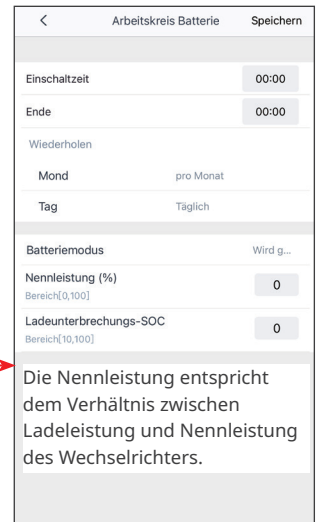 < Arbeitskreis Batterie Speichern
Einschaltzeit 00:00
Ende 00:00
Wiederholen
Mond pro Monat
Tag Täglich
Batteriemodus Wird g...
Nennleistung (%) 0
Bereich[0,100]
Ladeunterbrechungs-SOC 0
Bereich[10,100]
Die Nennleistung entspricht
dem Verhältnis zwischen
Ladeleistung und Nennleistung
des Wechselrichters.